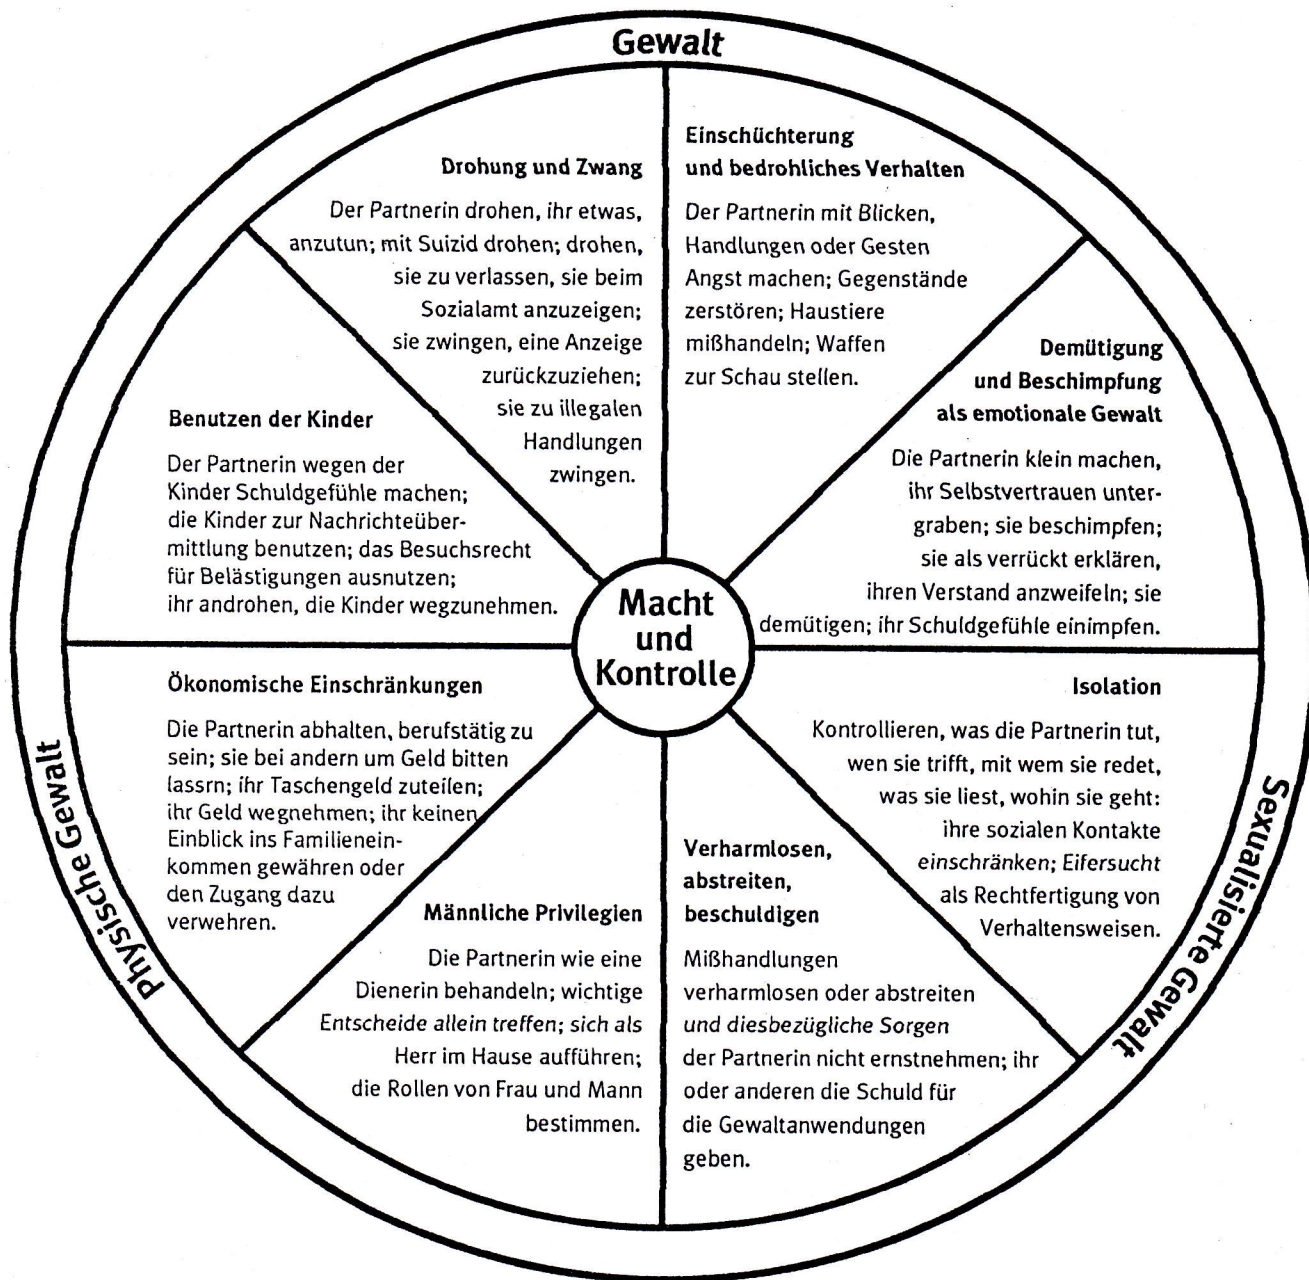 Gewalt
Drohung und Zwang
Der Partnerin drohen, ihr etwas,
anzutun; mit Suizid drohen; drohen,
sie zu verlassen, sie beim
Sozialamt anzuzeigen;
sie zwingen, eine Anzeige
zurückzuziehen;
sie zu illegalen
Handlungen
zwingen.
Einschüchterung
und bedrohliches Verhalten
Der Partnerin mit Blicken,
Handlungen oder Gesten
Angst machen; Gegenstände
zerstören; Haustiere
mißhandeln; Waffen
zur Schau stellen.
Demütigung
und Beschimpfung
als emotionale Gewalt
Die Partnerin klein machen,
ihr Selbstvertrauen unter-
graben; sie beschimpfen;
sie als verrückt erklären,
ihren Verstand anzweifeln; sie
demütigen; ihr Schuldgefühle einimpfen.
Isolation
Kontrollieren, was die Partnerin tut,
wen sie trifft, mit wem sie redet,
was sie liest, wohin sie geht:
ihre sozialen Kontakte
einschränken; Eifersucht
als Rechtfertigung von
Verhaltensweisen.
Verharmlosen,
abstreiten,
beschuldigen
Mißhandlungen
verharmlosen oder abstreiten
und diesbezügliche Sorgen
der Partnerin nicht ernstnehmen; ihr
oder anderen die Schuld für
die Gewaltanwendungen
geben.
Männliche Privilegien
Die Partnerin wie eine
Dienerin behandeln; wichtige
Entscheide allein treffen; sich als
Herr im Hause aufführen;
die Rollen von Frau und Mann
bestimmen.
Ökonomische Einschränkungen
Die Partnerin abhalten, berufstätig zu
sein; sie bei andern um Geld bitten
lassrn; ihr Taschengeld zuteilen;
ihr Geld wegnehmen; ihr keinen
Einblick ins Familienein-
kommen gewähren oder
den Zugang dazu
verwehren.
Benutzen der Kinder
Der Partnerin wegen der
Kinder Schuldgefühle machen;
die Kinder zur Nachrichteüber-
mittlung benutzen; das Besuchsrecht
für Belästigungen ausnutzen;
ihr androhen, die Kinder wegzunehmen.
Macht
und
Kontrolle
Physische Gewalt
Sexualisierte Gewalt